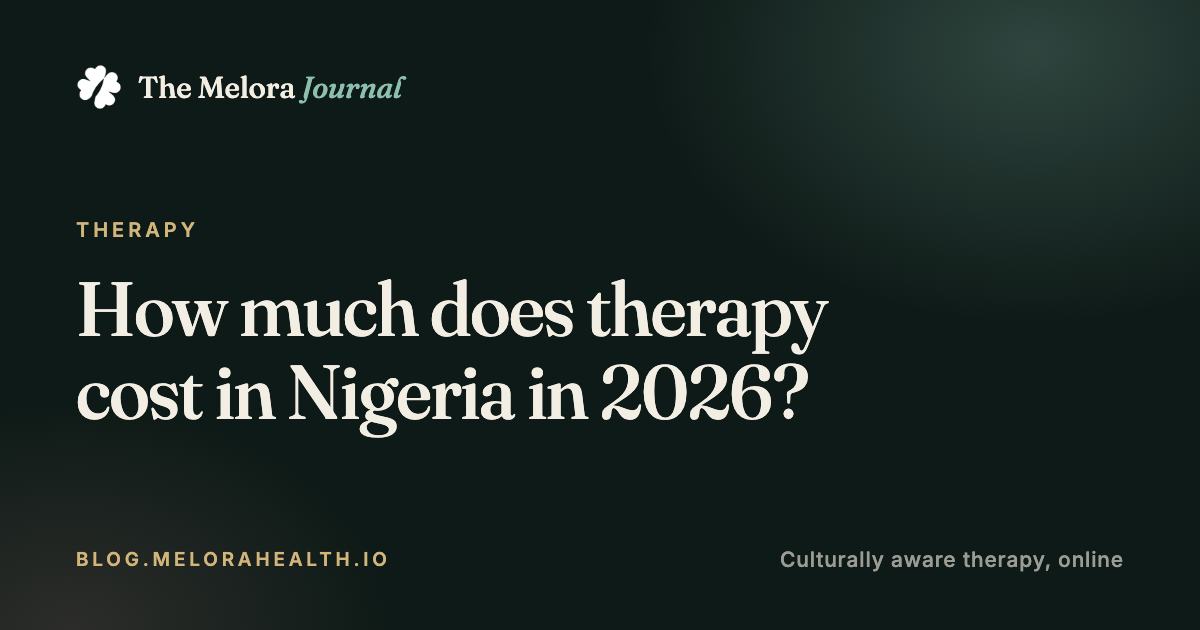 The Melora Journal
THERAPY
How much does therapy
cost in Nigeria in 2026?
BLOG.MELORAHEALTH.IO
Culturally aware therapy, online